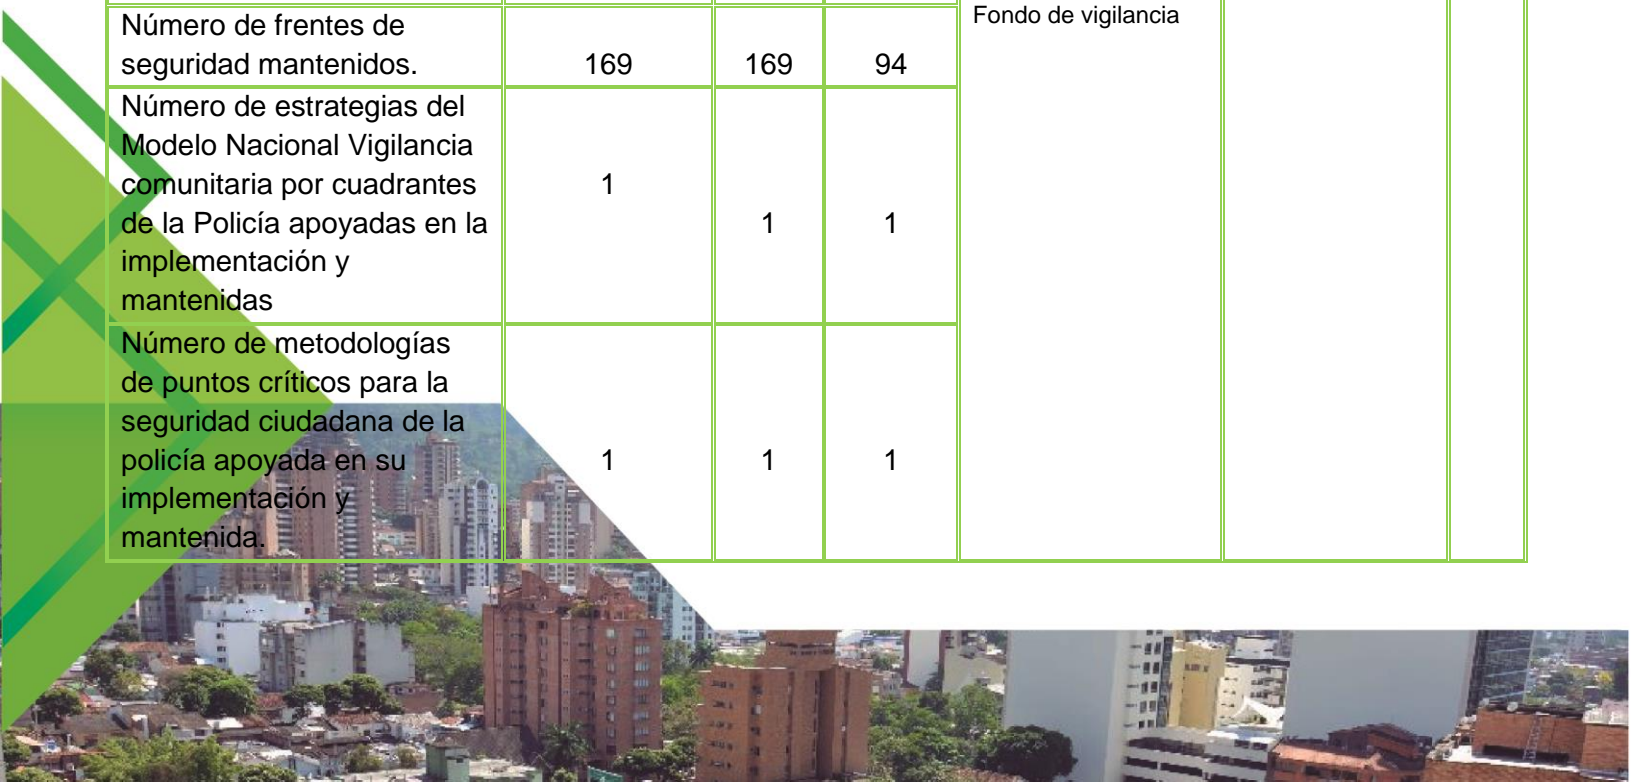 Fondo de vigilancia
Número de frentes de
seguridad mantenidos.
169
169
94
Número de estrategias del
Modelo Nacional Vigilancia
comunitaria por cuadrantes
de la Policía apoyadas en la
implementación y
mantenidas
1
1
1
Número de metodologías
de puntos críticos para la
seguridad ciudadana de la
policía apoyada en su
implementación y
mantenida.
1
1
1